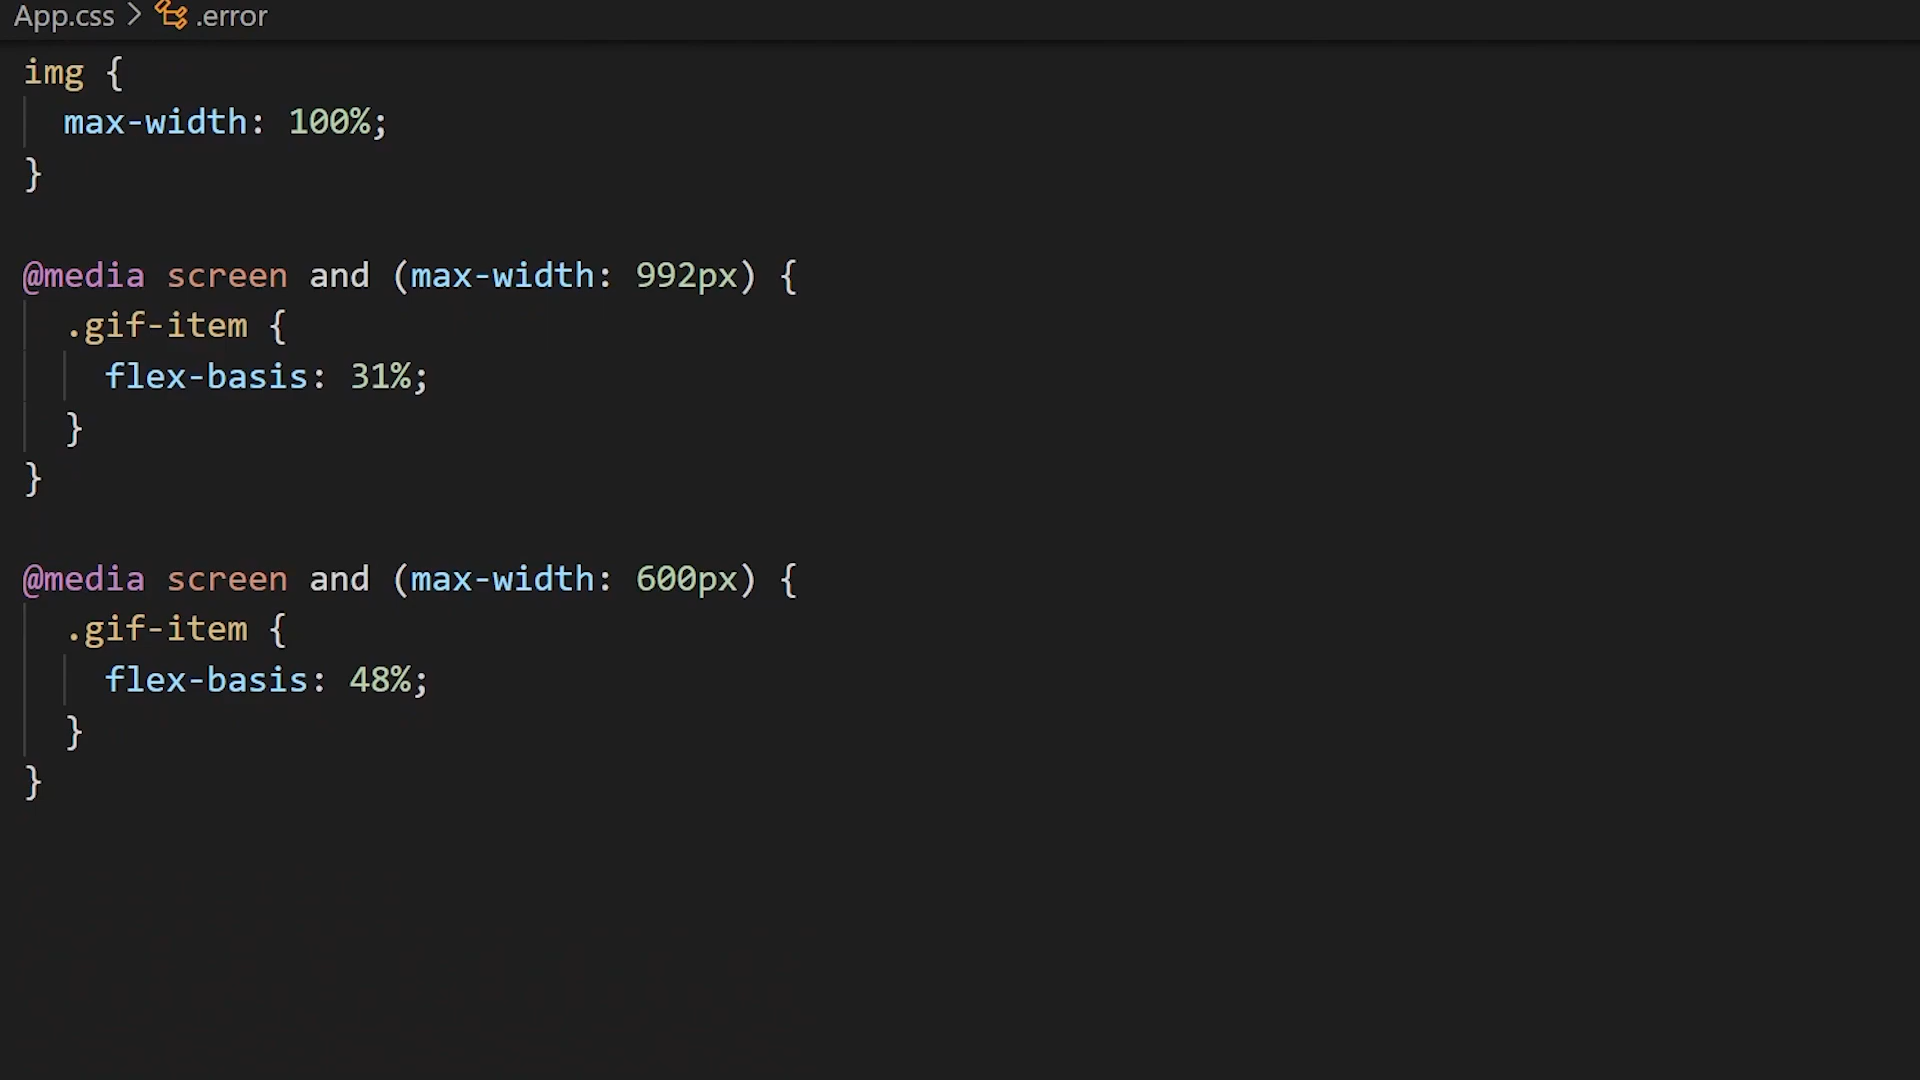 App.css > .error
img {
  max-width: 100%;
}
@media screen and (max-width: 992px) {
  .gif-item {
    flex-basis: 31%;
  }
}
@media screen and (max-width: 600px) {
  .gif-item {
    flex-basis: 48%;
  }
}